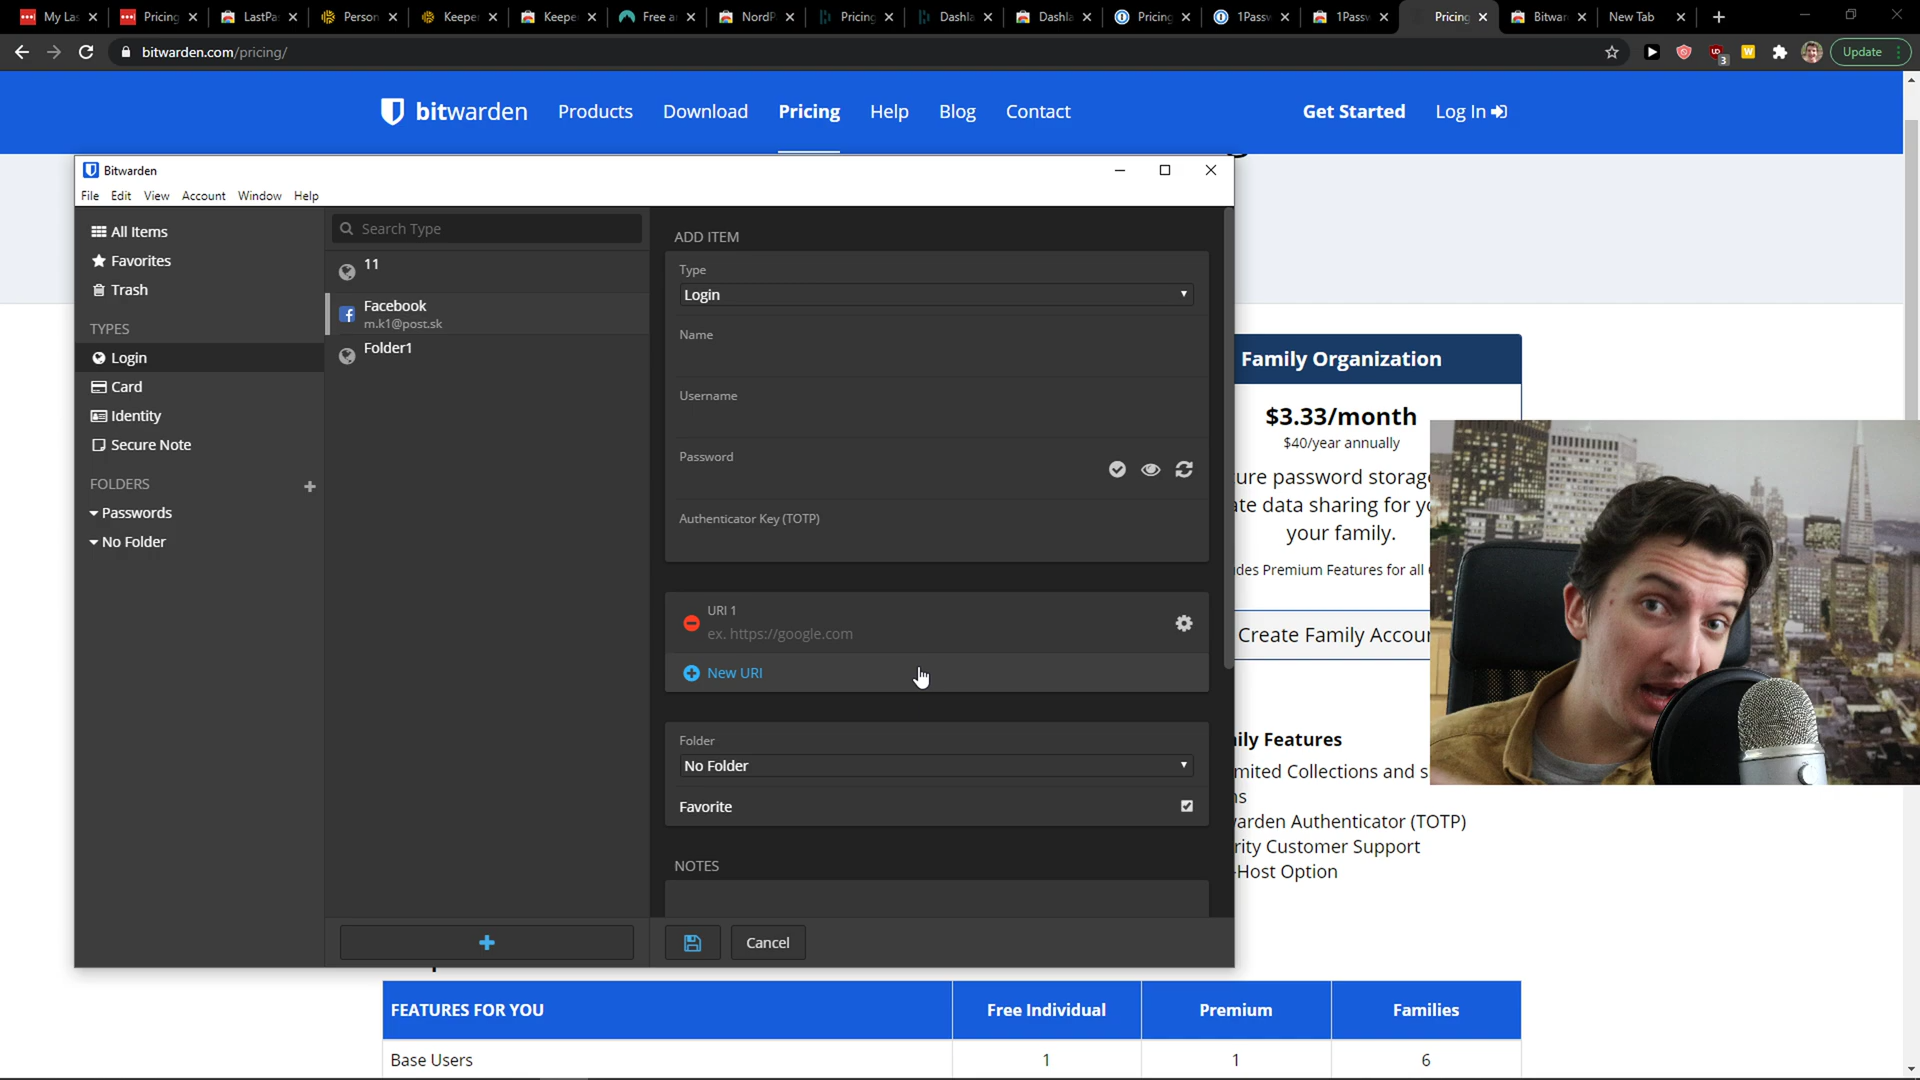 My Las
Pricing
LastPa
Person
Keeper
Keepe
Free a
NordP
Pricing
Dashla
Dashla
Pricing
1Passw
1Passw
Pricing
Bitwar
New Tab
bitwarden.com/pricing/
3
Update
bitwarden
Products
Download
Pricing
Help
Blog
Contact
Get Started
Log In
Bitwarden
File Edit View Account Window Help
All Items
Favorites
Trash
TYPES
Login
Card
Identity
Secure Note
FOLDERS
Passwords
No Folder
Search Type
11
Facebook
m.k1@post.sk
Folder1
ADD ITEM
Type
Login
Name
Username
Password
Authenticator Key (TOTP)
URI 1
ex. https://google.com
New URI
Folder
No Folder
Favorite
NOTES
Cancel
Family Organization
$3.33/month
$40/year annually
ure password storag
ate data sharing for yo
your family.
des Premium Features for all
Create Family Accou
ily Features
mited Collections and s
ns
warden Authenticator (TOTP)
rity Customer Support
-Host Option
FEATURES FOR YOU
Free Individual
Premium
Families
Base Users
1
1
6